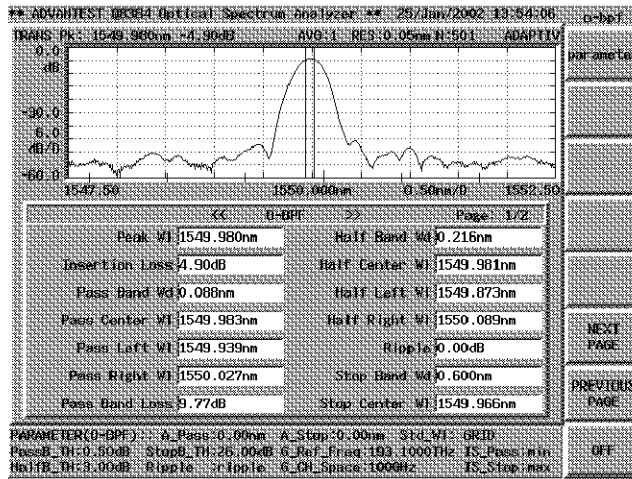 ** ADVANTEST Q8384 Optical Spectrum Analyzer ** 25/Jan/2002 13:54:06
o-bpf
TRANS Pk: 1549.980nm -4.90dB AVG:1 RES:0.05nm N:501 ADAPTIV
paramete
0.0
dB
-30.0
6.0
dB/D
-60.0
1547.50 1550.000nm 0.50nm/D 1552.50
<< O-BPF >> Page: 1/2
Peak Wl 1549.980nm Half Band Wd 0.216nm
Insertion Loss 4.90dB Half Center Wl 1549.981nm
Pass Band Wd 0.088nm Half Left Wl 1549.873nm
Pass Center Wl 1549.983nm Half Right Wl 1550.089nm
Pass Left Wl 1549.939nm Ripple 0.00dB
Pass Right Wl 1550.027nm Stop Band Wd 0.600nm
Pass Band Loss 9.77dB Stop Center Wl 1549.966nm
NEXT
PAGE
PREVIOUS
PAGE
OFF
PARAMETER(O-BPF):: A_Pass:0.00nm A_Stop:0.00nm Std_Wl: GRID
PassB_TH:0.50dB StopB_TH:26.00dB G_Ref_Freq:193.1000THz IS_Pass:min
HalfB_TH:3.00dB Ripple :ripple G_CH_Space:100GHz IS_Stop:max